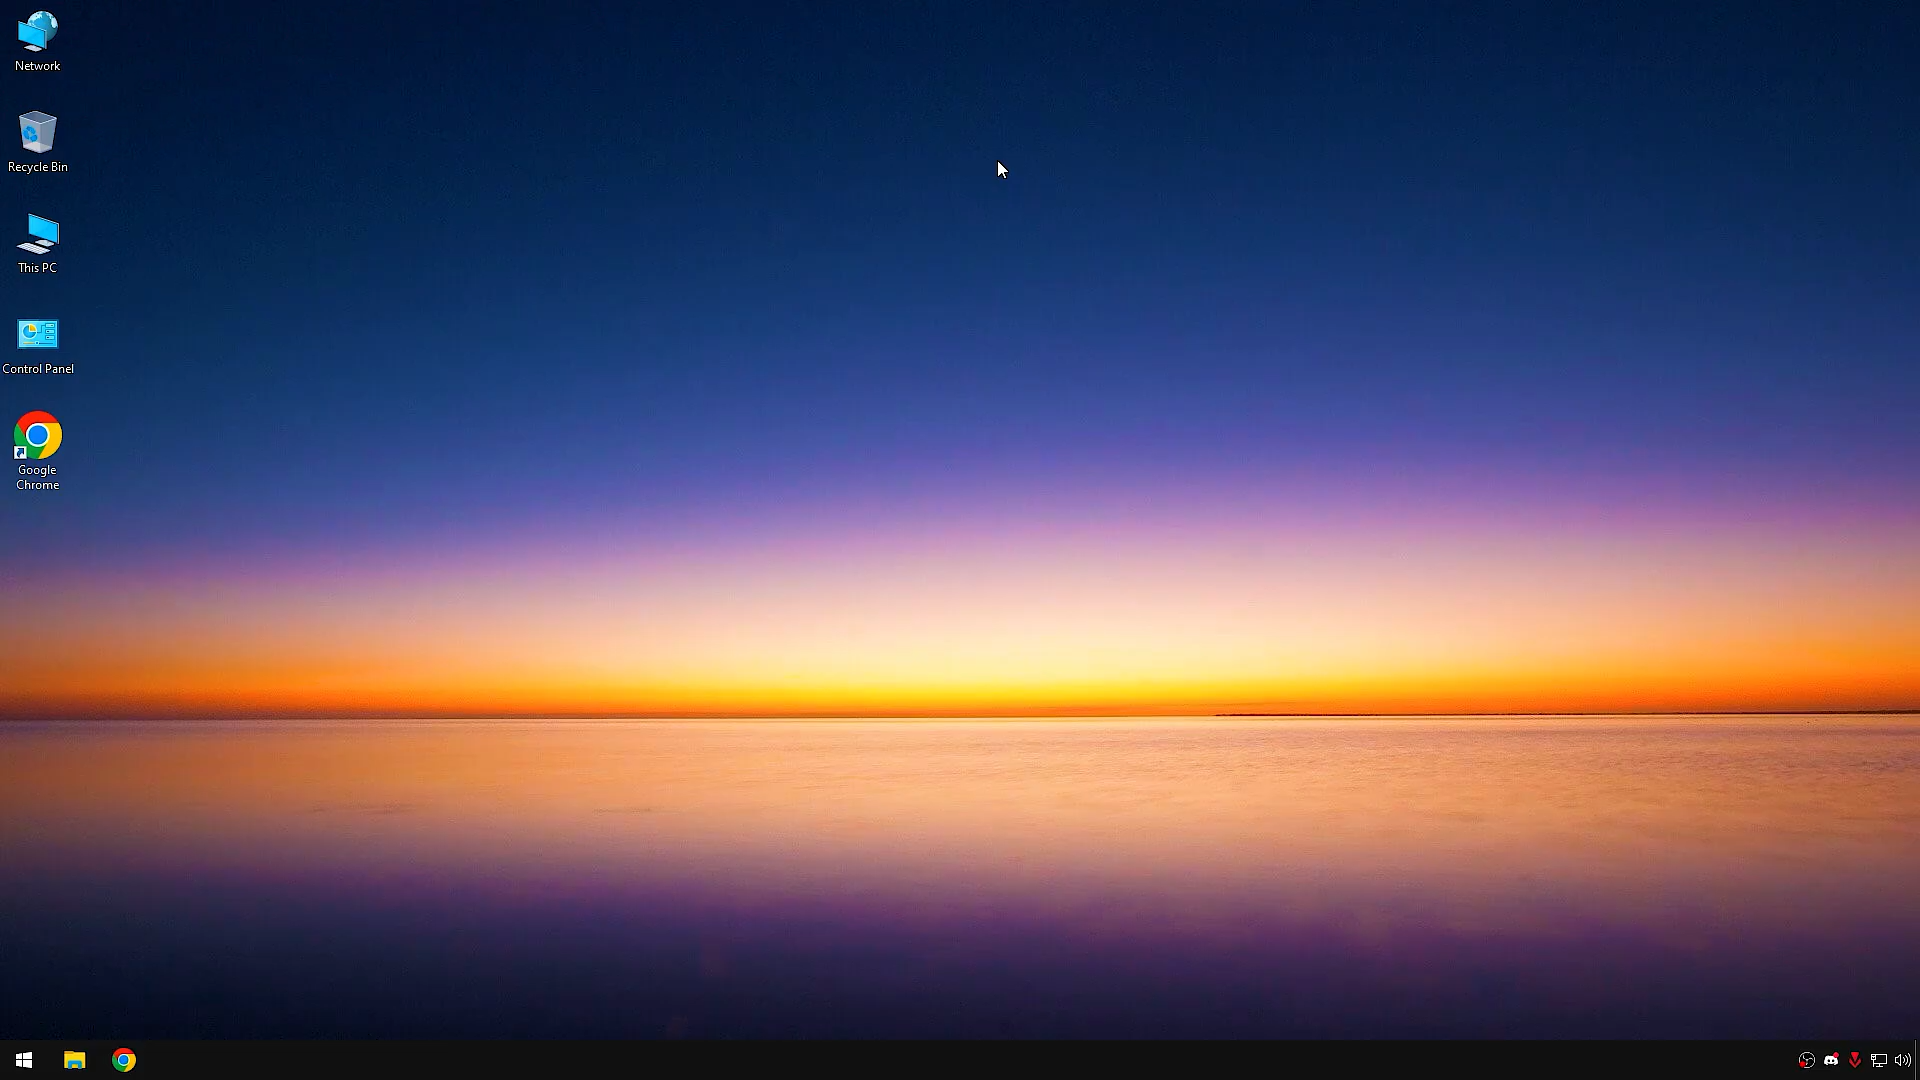 Network
Recycle Bin
This PC
Control Panel
Google
Chrome